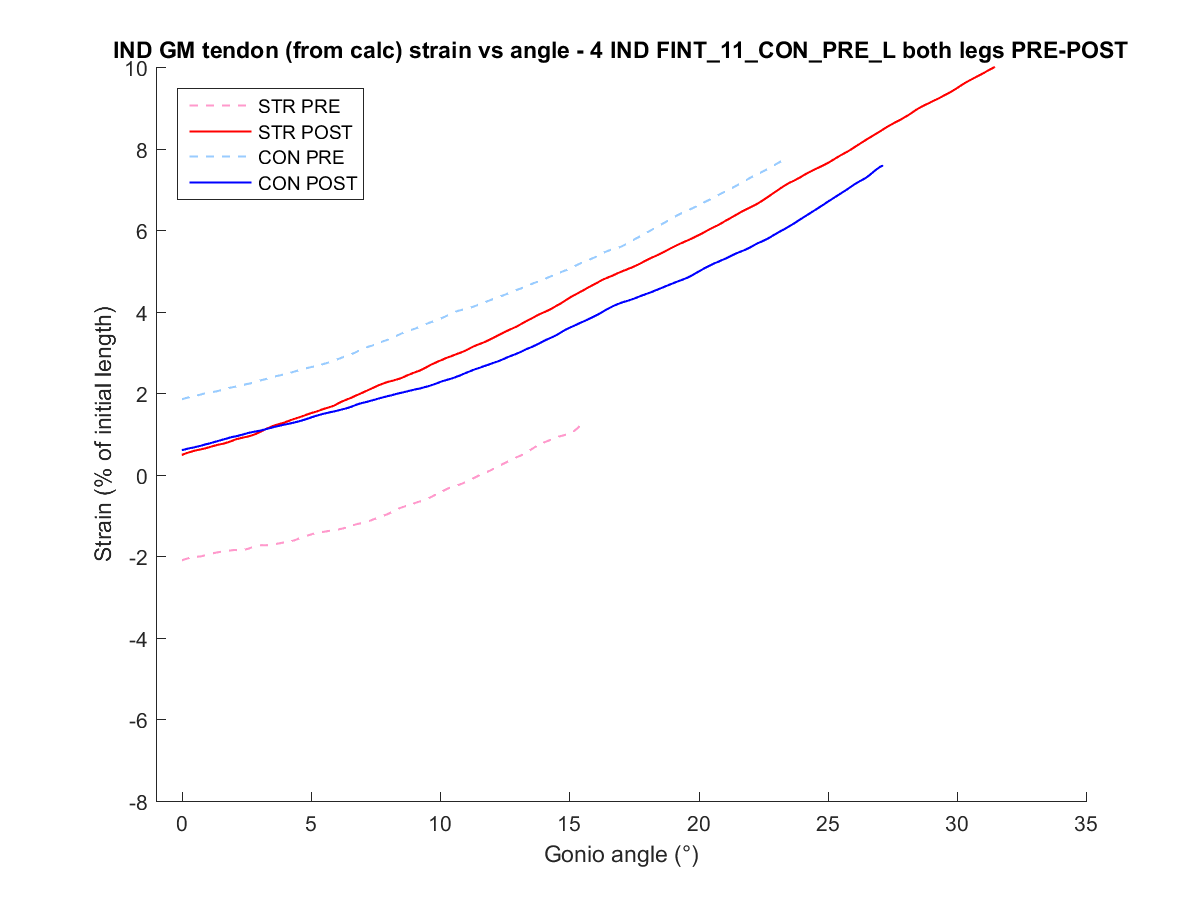 IND GM tendon (from calc) strain vs angle - 4 IND FINT_11_CON_PRE_L both legs PRE-POST
10
8
6
4
2
0
-2
-4
-6
-8
Strain (% of initial length)
STR PRE
STR POST
CON PRE
CON POST
0 5 10 15 20 25 30 35
Gonio angle (°)